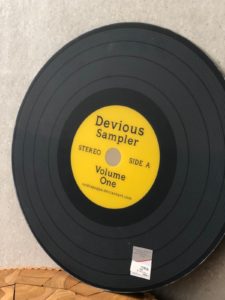 Devious
Sampler
STEREO SIDE A
Volume
One